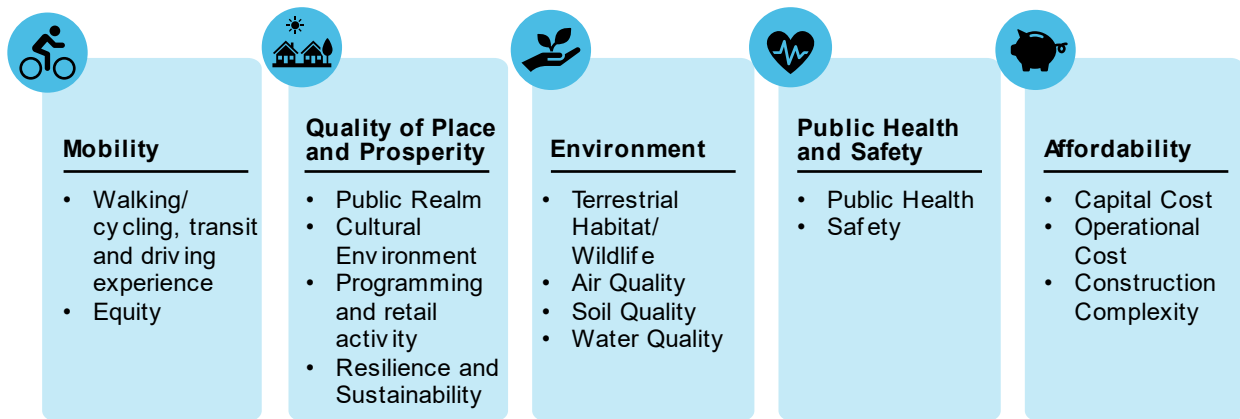 Mobility
• Walking/
cycling, transit
and driving
experience
• Equity
Quality of Place
and Prosperity
• Public Realm
• Cultural
Environment
• Programming
and retail
activity
• Resilience and
Sustainability
Environment
• Terrestrial
Habitat/
Wildlife
• Air Quality
• Soil Quality
• Water Quality
Public Health
and Safety
• Public Health
• Safety
Affordability
• Capital Cost
• Operational
Cost
• Construction
Complexity